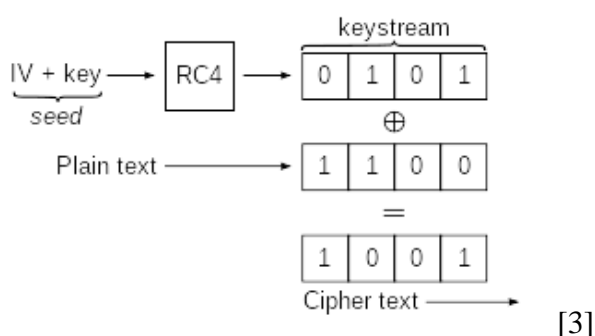 keystream
IV + key RC4 0 1 0 1
seed
⊕
Plain text 1 1 0 0
=
1 0 0 1
Cipher text
[3]